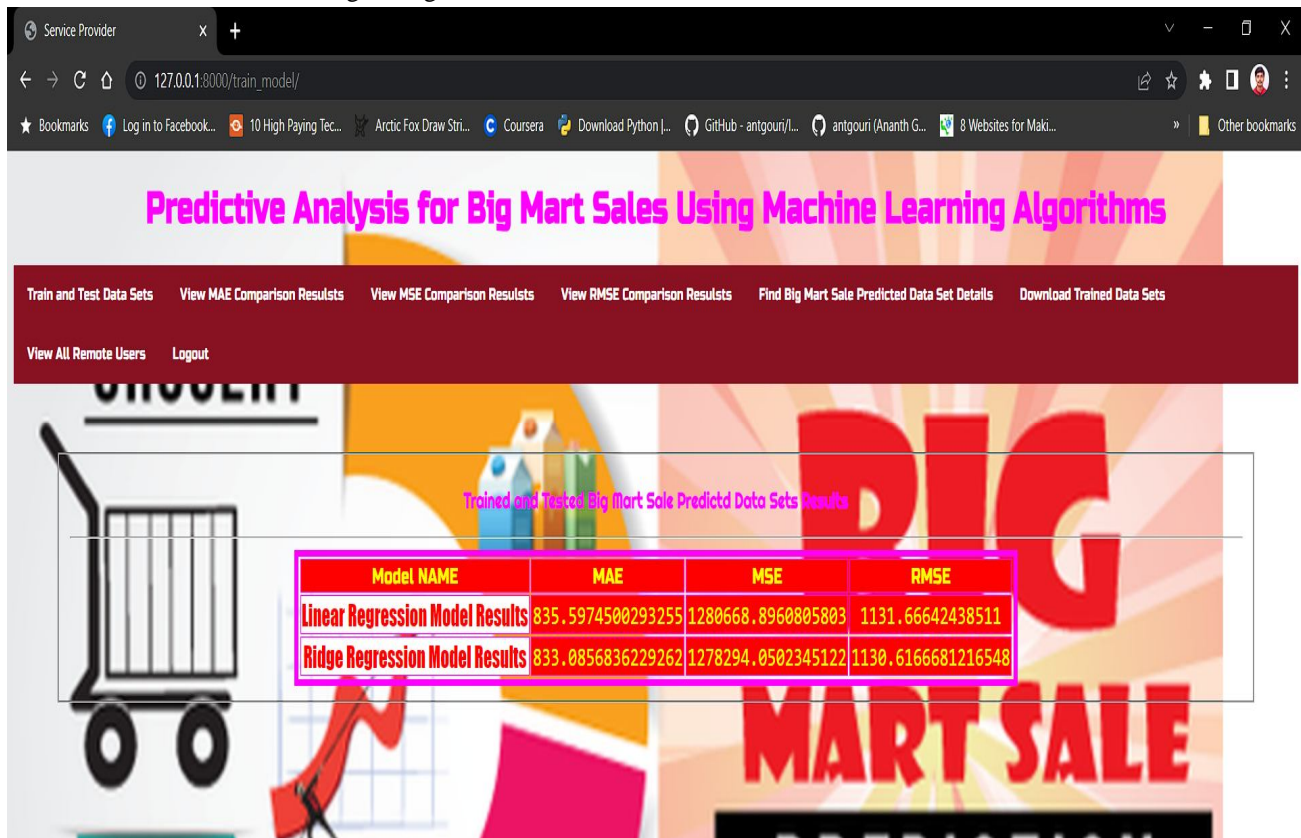 Service Provider
127.0.0.1:8000/train_model/
Bookmarks Log in to Facebook... 10 High Paying Tec... Arctic Fox Draw Stri... Coursera Download Python |... GitHub - antgouri/l... antgouri (Ananth G... 8 Websites for Maki... » Other bookmarks
Predictive Analysis for Big Mart Sales Using Machine Learning Algorithms
Train and Test Data Sets View MAE Comparison Resulsts View MSE Comparison Resulsts View RMSE Comparison Resulsts Find Big Mart Sale Predicted Data Set Details Download Trained Data Sets
View All Remote Users Logout
BIG
Trained and Tested Big Mart Sale Predictd Data Sets Results
Model NAME MAE MSE RMSE
Linear Regression Model Results 835.5974500293255 1280668.8960805803 1131.66642438511
Ridge Regression Model Results 833.0856836229262 1278294.0502345122 1130.6166681216548
MART SALE